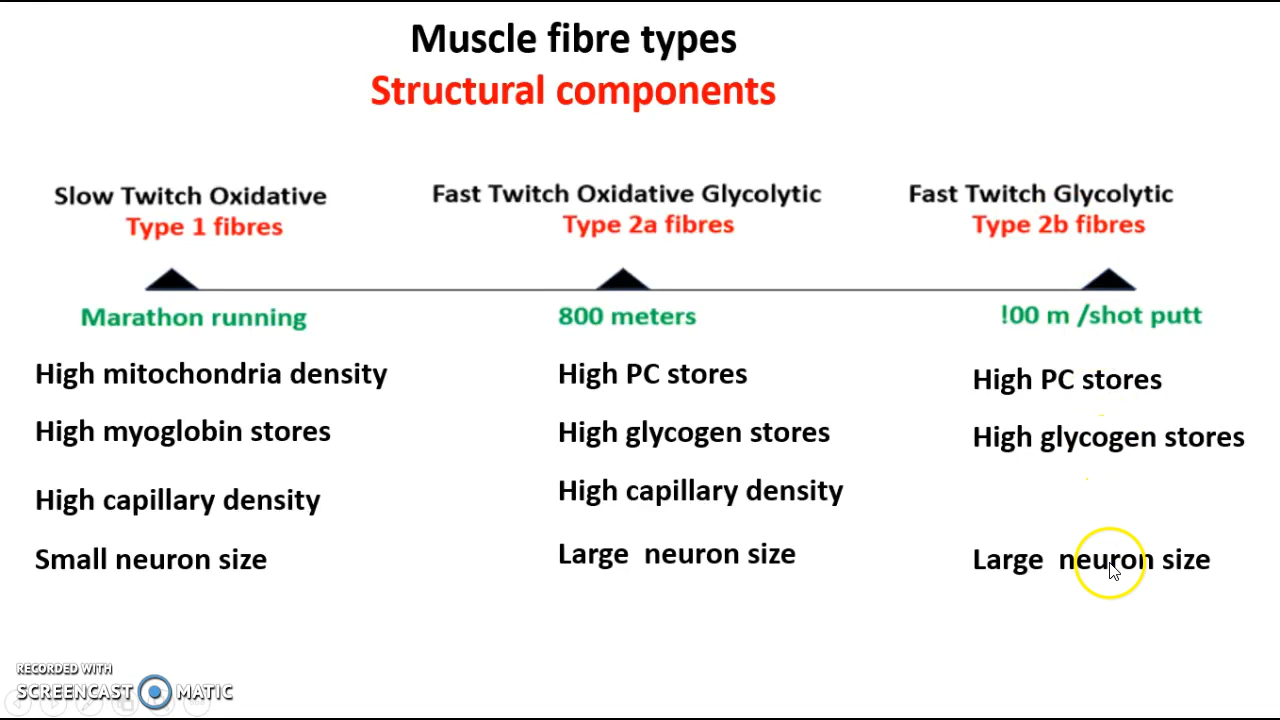 Muscle fibre types
Structural components
Slow Twitch Oxidative
Type 1 fibres
Fast Twitch Oxidative Glycolytic
Type 2a fibres
Fast Twitch Glycolytic
Type 2b fibres
Marathon running
800 meters
!00 m /shot putt
High mitochondria density
High myoglobin stores
High capillary density
Small neuron size
High PC stores
High glycogen stores
High capillary density
Large neuron size
High PC stores
High glycogen stores
Large neuron size
RECORDED WITH
SCREENCAST MATIC